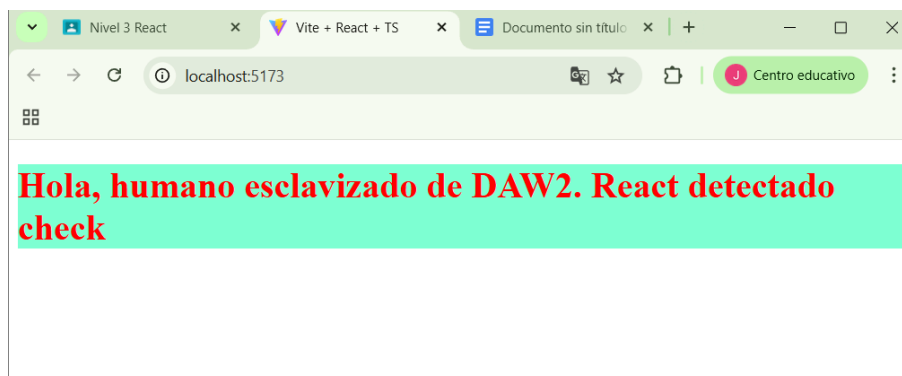 Nivel 3 React
Vite + React + TS
Documento sin título
localhost:5173
J
Centro educativo
Hola, humano esclavizado de DAW2. React detectado
check